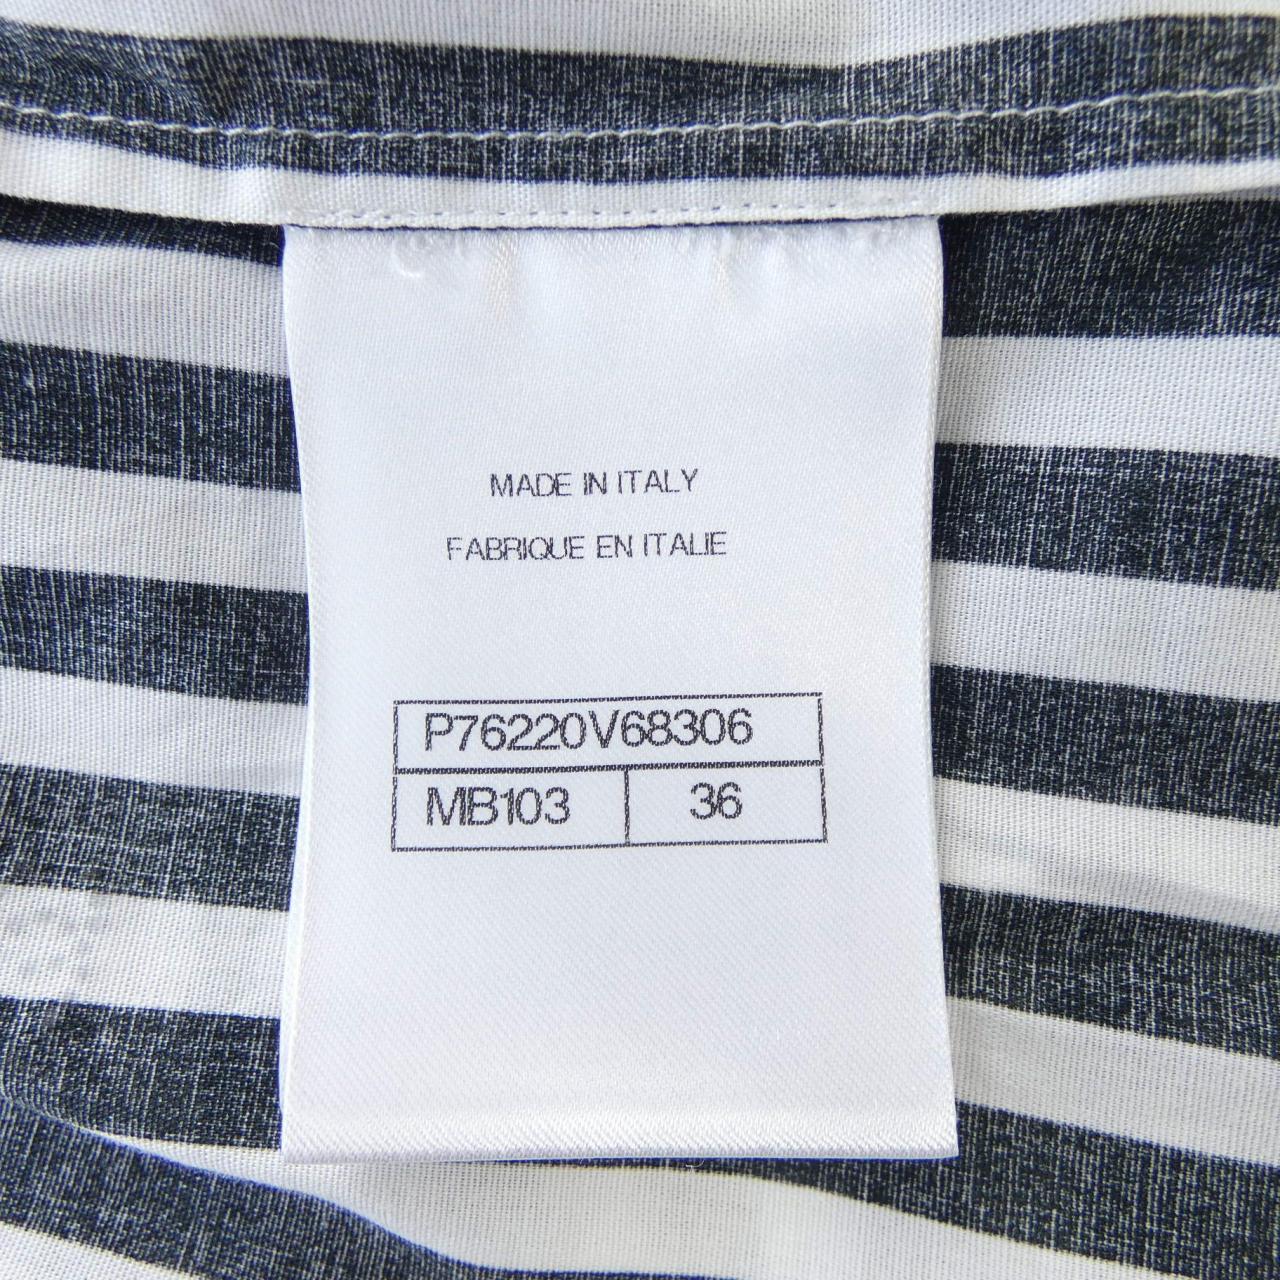 MADE IN ITALY
FABRIQUE EN ITALIE
P76220V68306
MB103 36